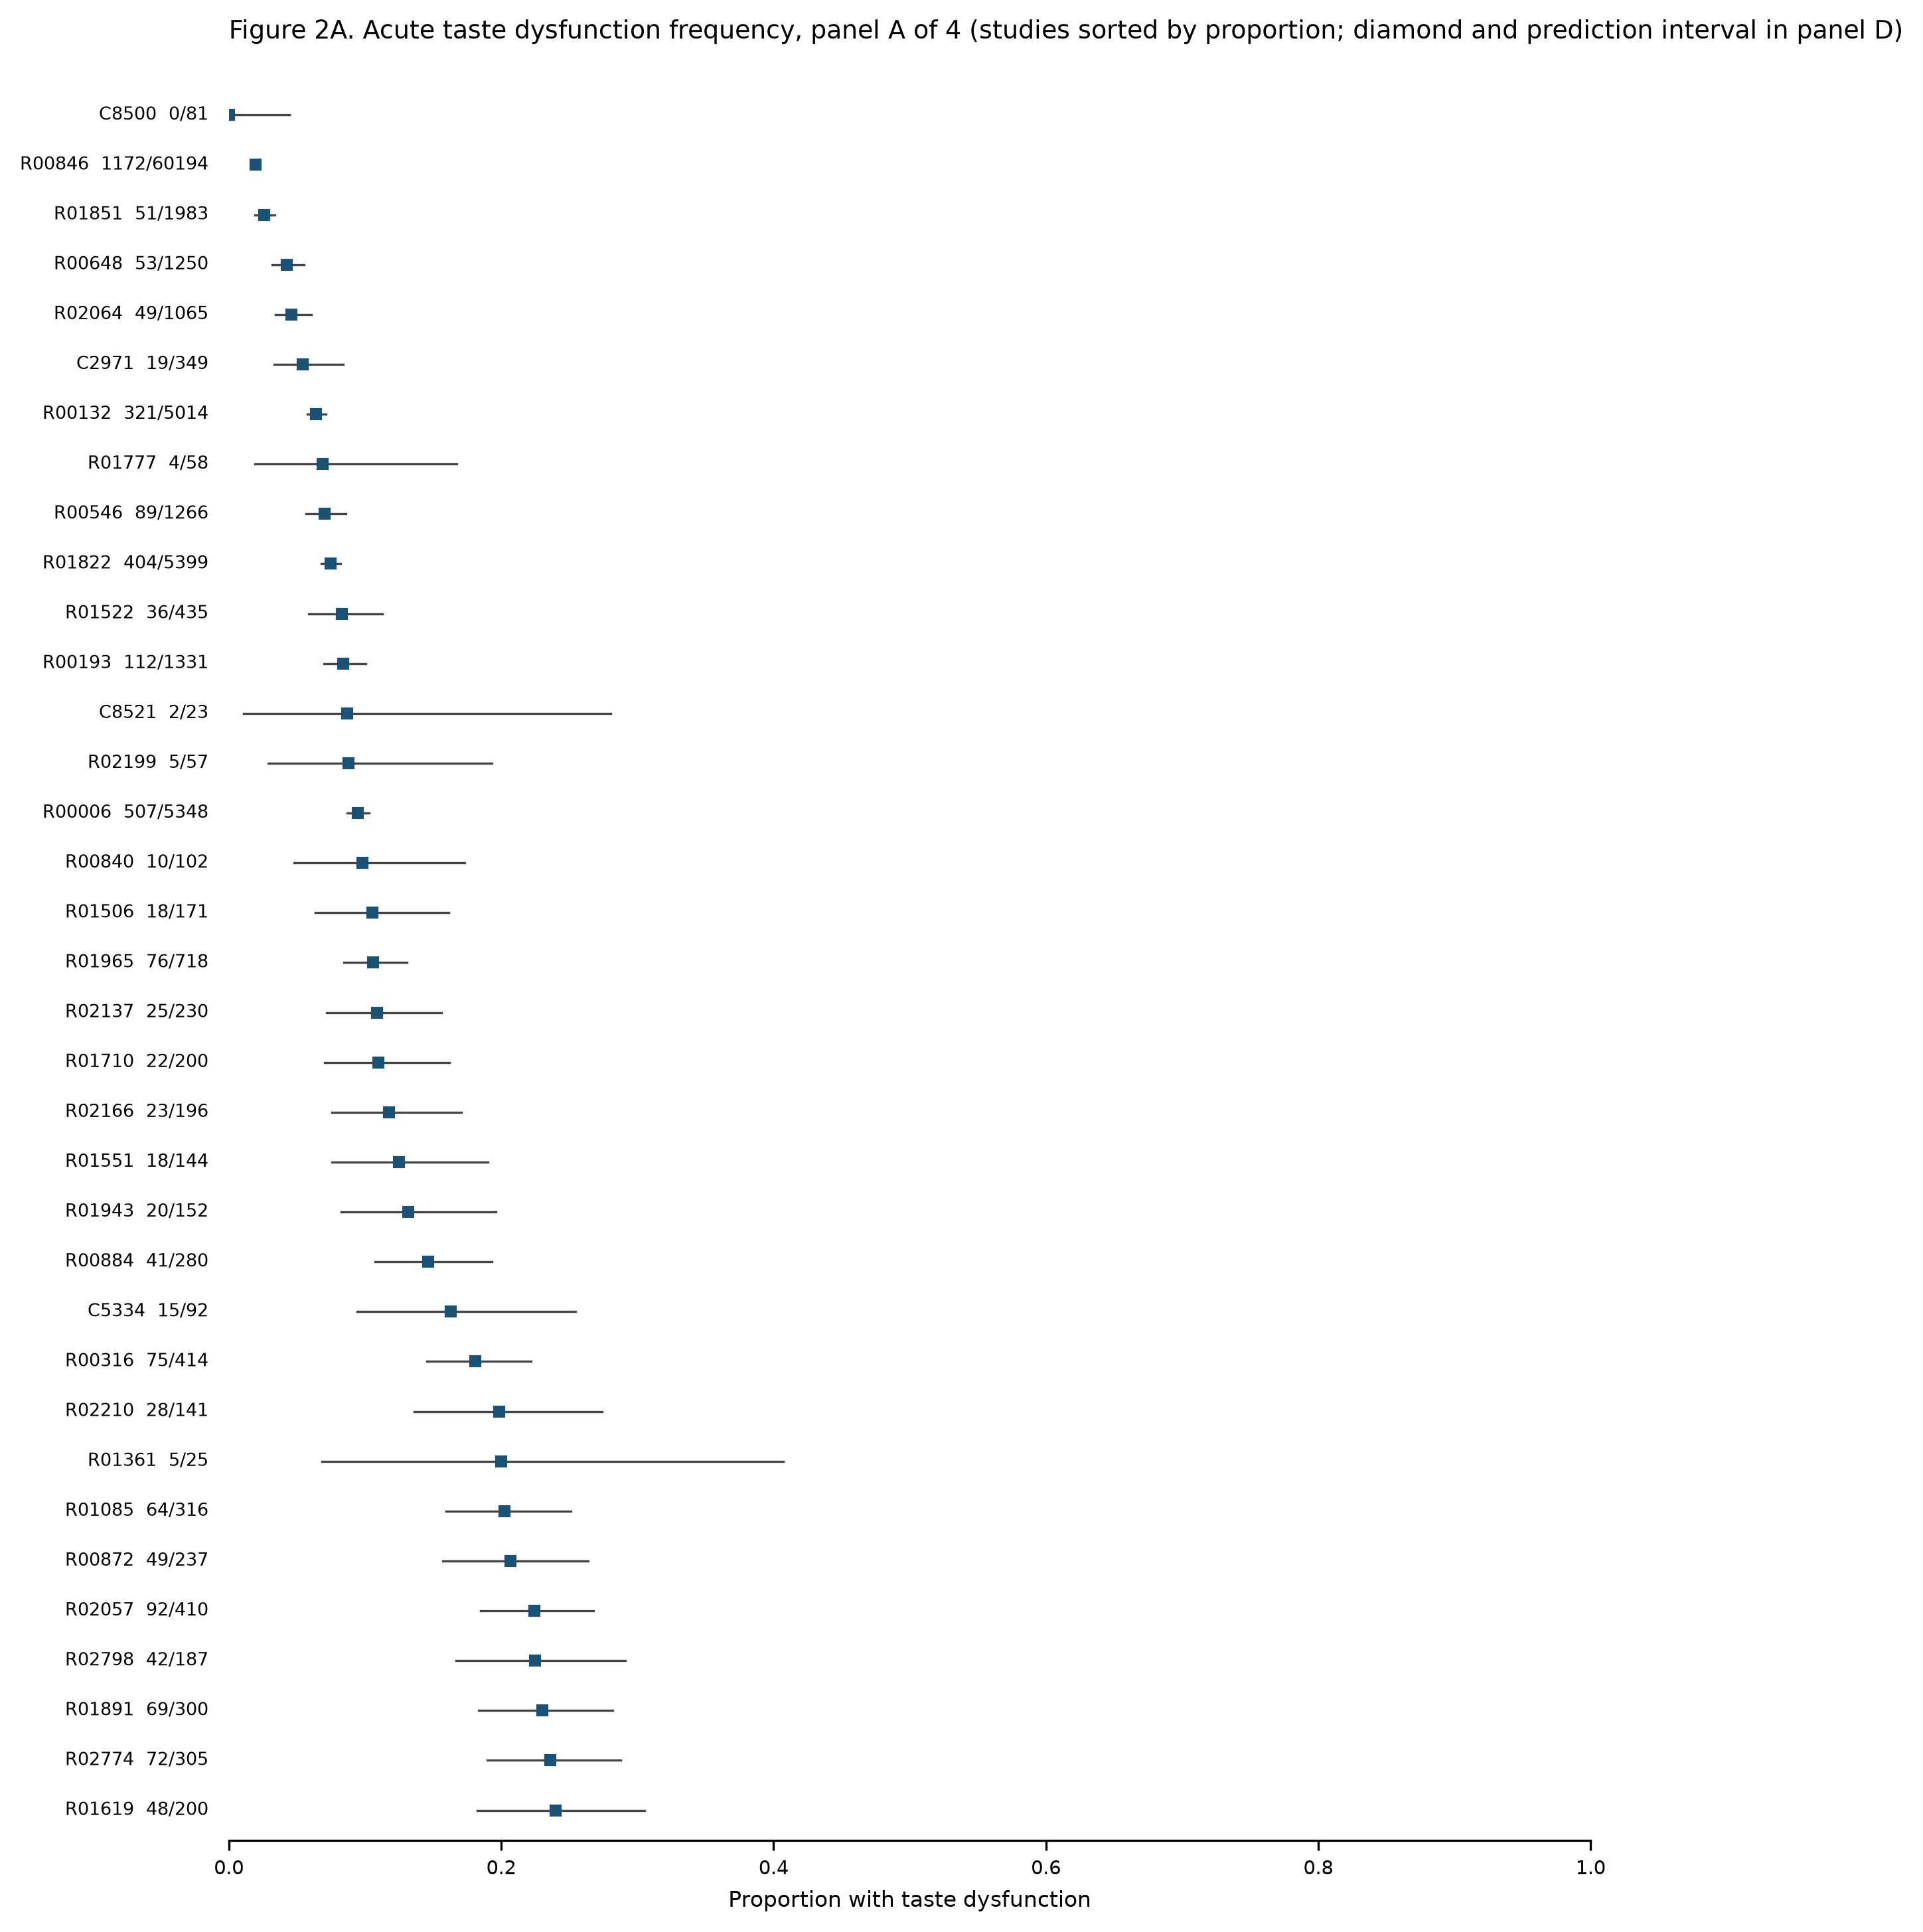 Figure 2A. Acute taste dysfunction frequency, panel A of 4 (studies sorted by proportion; diamond and prediction interval in panel D)
C8500 0/81
R00846 1172/60194
R01851 51/1983
R00648 53/1250
R02064 49/1065
C2971 19/349
R00132 321/5014
R01777 4/58
R00546 89/1266
R01822 404/5399
R01522 36/435
R00193 112/1331
C8521 2/23
R02199 5/57
R00006 507/5348
R00840 10/102
R01506 18/171
R01965 76/718
R02137 25/230
R01710 22/200
R02166 23/196
R01551 18/144
R01943 20/152
R00884 41/280
C5334 15/92
R00316 75/414
R02210 28/141
R01361 5/25
R01085 64/316
R00872 49/237
R02057 92/410
R02798 42/187
R01891 69/300
R02774 72/305
R01619 48/200
0.0 0.2 0.4 0.6 0.8 1.0
Proportion with taste dysfunction